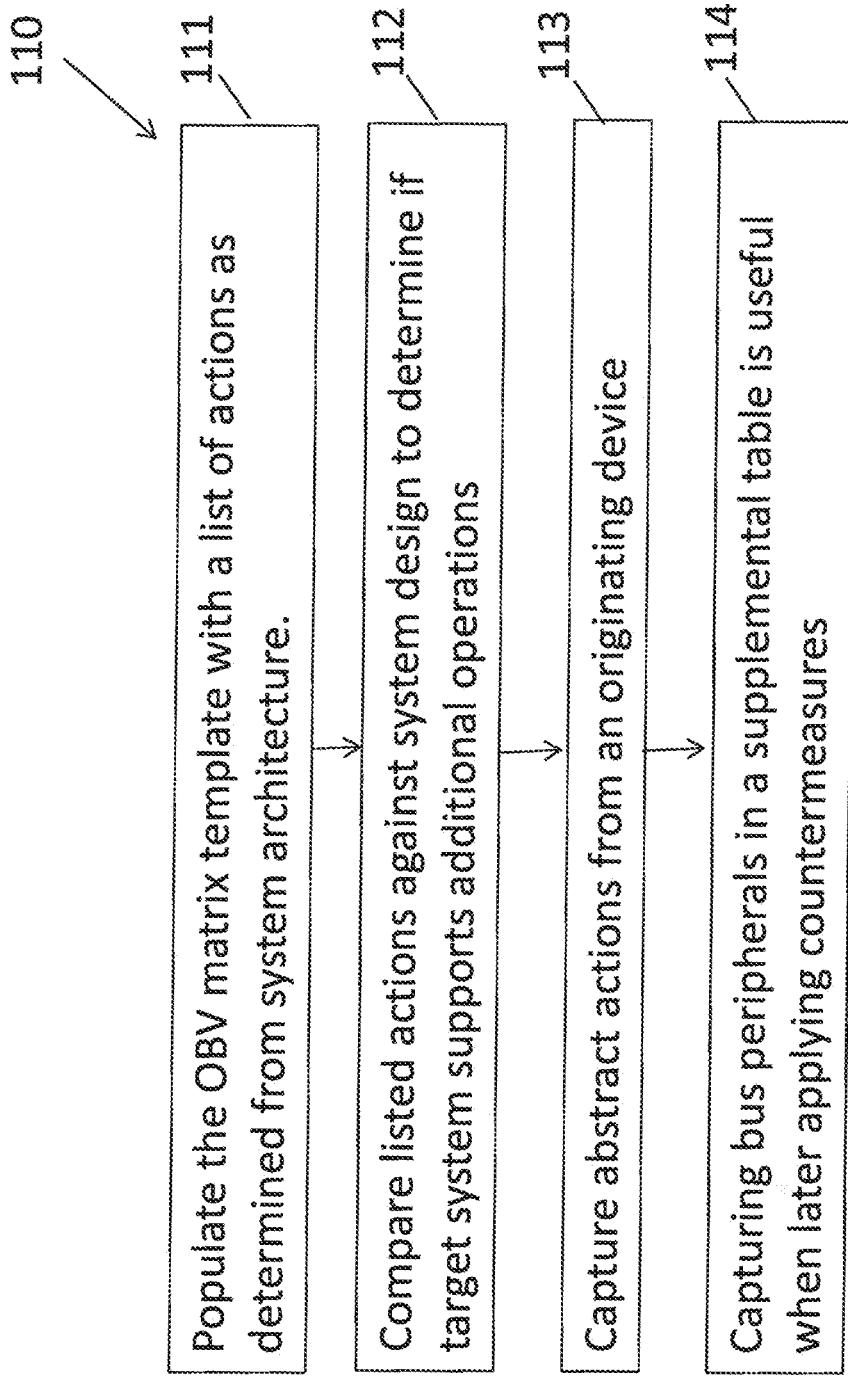 110
111
Populate the OBV matrix template with a list of actions as
determined from system architecture.
112
Compare listed actions against system design to determine if
target system supports additional operations
113
Capture abstract actions from an originating device
114
Capturing bus peripherals in a supplemental table is useful
when later applying countermeasures